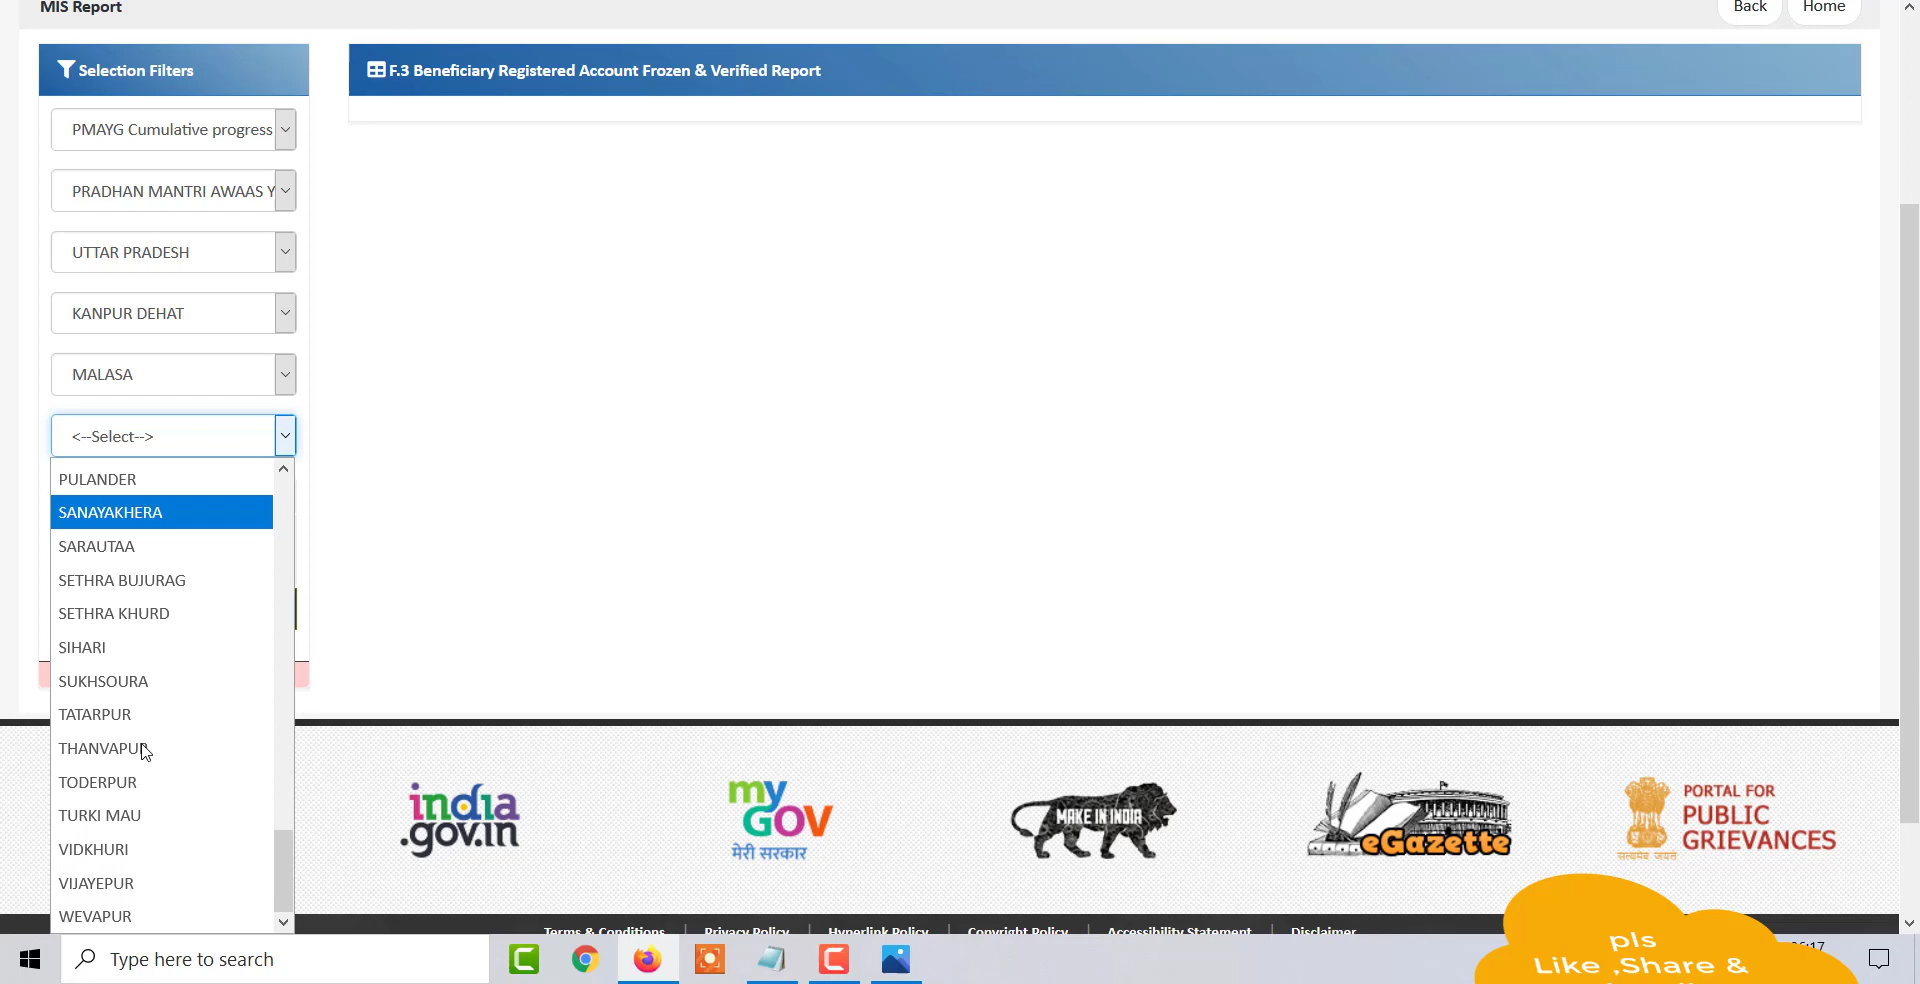 MIS Report
Back
Home
Selection Filters
F.3 Beneficiary Registered Account Frozen & Verified Report
PMAYG Cumulative progress
PRADHAN MANTRI AWAAS Y
UTTAR PRADESH
KANPUR DEHAT
MALASA
<--Select-->
PULANDER
SANAYAKHERA
SARAUTAA
SETHRA BUJURAG
SETHRA KHURD
SIHARI
SUKHSOURA
TATARPUR
THANVAPUR
TODERPUR
TURKI MAU
VIDKHURI
VIJAYEPUR
WEVAPUR
india
.gov.in
my
GOV
मेरी सरकार
MAKE IN INDIA
eGazette
सत्यमेव जयते
PORTAL FOR
PUBLIC
GRIEVANCES
Terms & Conditions
Privacy Policy
Hyperlink Policy
Copyright Policy
Accessibility Statement
Disclaimer
Type here to search
pls
Like ,Share &